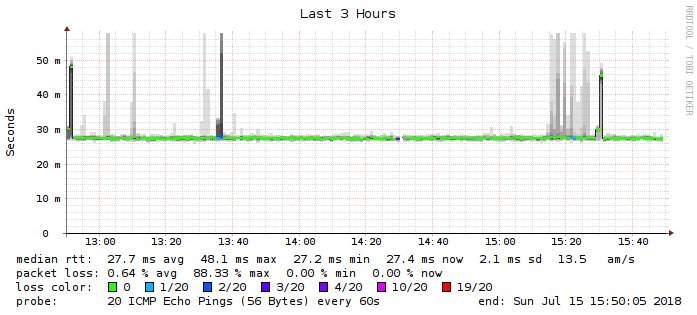 Last 3 Hours
RRDTOOL / TOBI OETIKER
Seconds
50 m
40 m
30 m
20 m
10 m
0
13:00 13:20 13:40 14:00 14:20 14:40 15:00 15:20 15:40
median rtt: 27.7 ms avg 48.1 ms max 27.2 ms min 27.4 ms now 2.1 ms sd 13.5 am/s
packet loss: 0.64 % avg 88.33 % max 0.00 % min 0.00 % now
loss color: 0 1/20 2/20 3/20 4/20 10/20 19/20
probe: 20 ICMP Echo Pings (56 Bytes) every 60s end: Sun Jul 15 15:50:05 2018